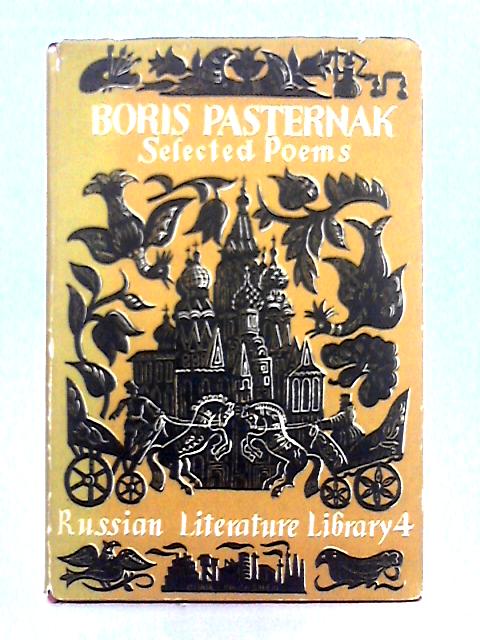 BORIS PASTERNAK
Selected Poems
Russian Literature Library 4